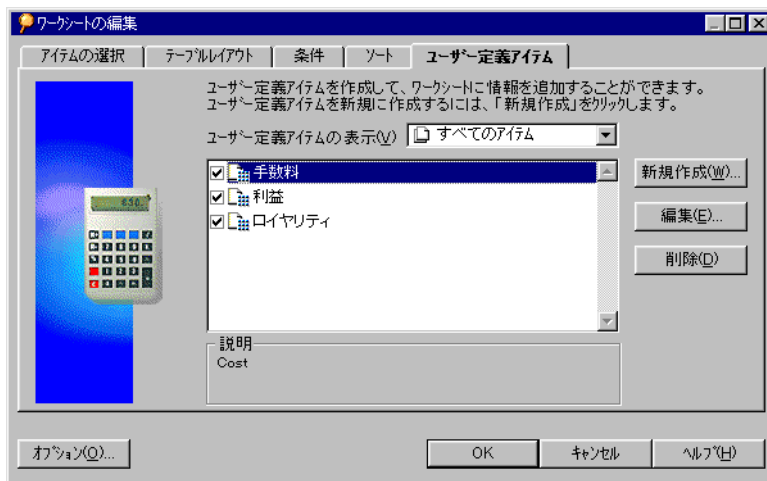 ワークシートの編集
アイテムの選択 テーブルレイアウト 条件 ソート ユーザー定義アイテム
ユーザー定義アイテムを作成して、ワークシートに情報を追加することができます。
ユーザー定義アイテムを新規に作成するには、「新規作成」をクリックします。
ユーザー定義アイテムの表示(V) すべてのアイテム
手数料
利益
ロイヤリティ
新規作成(W)...
編集(E)...
削除(D)
説明
Cost
オプション(O)... OK キャンセル ヘルプ(H)